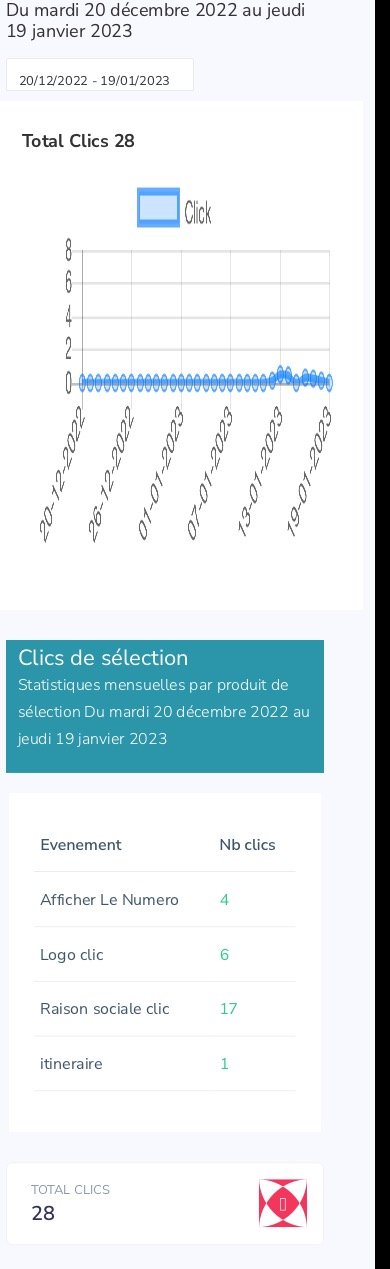 Du mardi 20 décembre 2022 au jeudi
19 janvier 2023
20/12/2022 - 19/01/2023
Total Clics 28
Click
8
6
4
2
0
20-12-2022
26-12-2022
01-01-2023
07-01-2023
13-01-2023
19-01-2023
Clics de sélection
Statistiques mensuelles par produit de
sélection Du mardi 20 décembre 2022 au
jeudi 19 janvier 2023
Evenement Nb clics
Afficher Le Numero 4
Logo clic 6
Raison sociale clic 17
itineraire 1
TOTAL CLICS
28